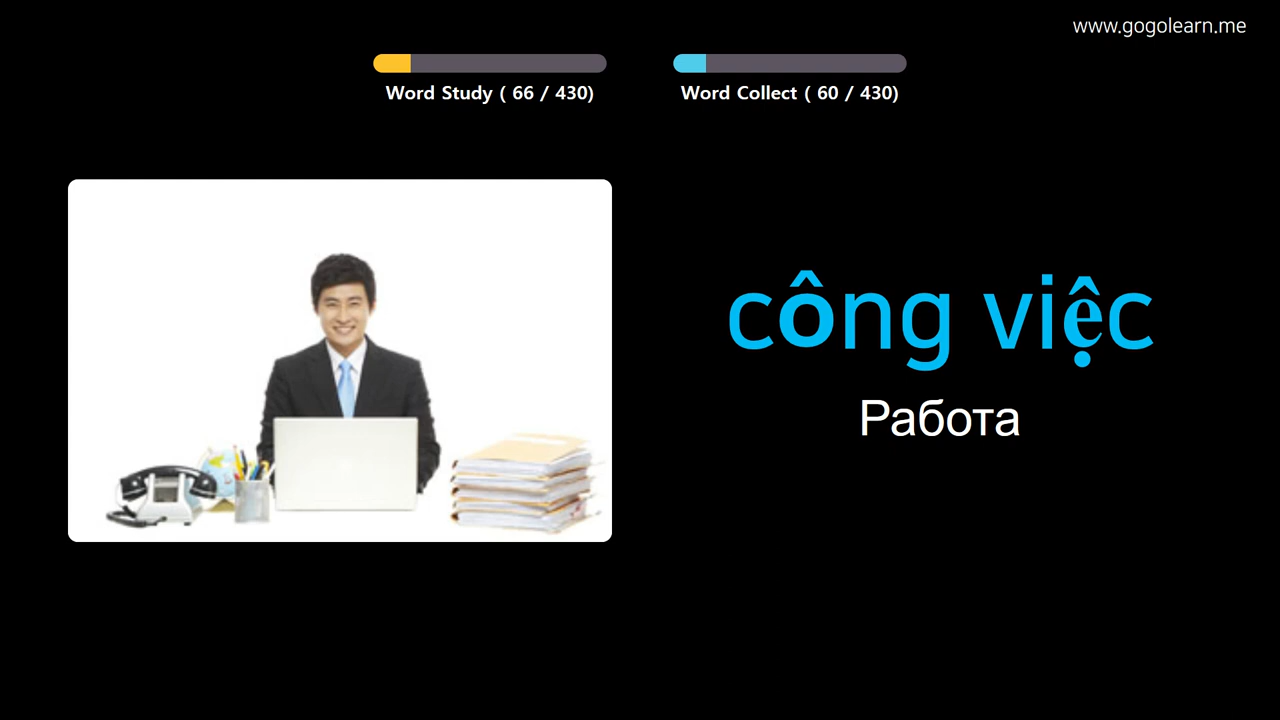 www.gogolearn.me
Word Study ( 66 / 430)
Word Collect ( 60 / 430)
công việc
Работа